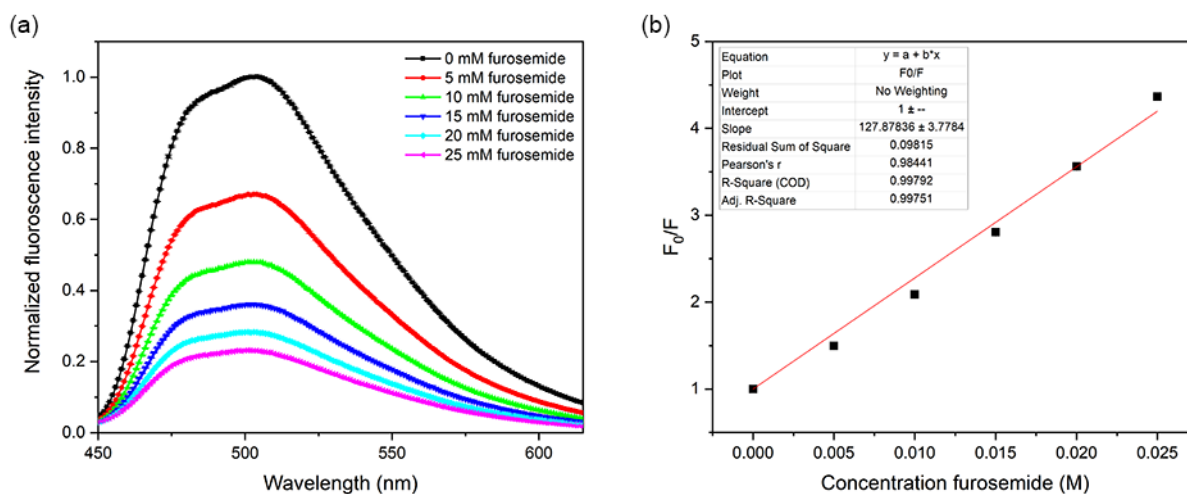 (a)
Normalized fluoroscence intensity
1.0
0.8
0.6
0.4
0.2
0.0
0 mM furosemide
5 mM furosemide
10 mM furosemide
15 mM furosemide
20 mM furosemide
25 mM furosemide
450
500
550
600
Wavelength (nm)
(b)
F₀/F
5
4
3
2
1
Equation y = a + b*x
Plot F0/F
Weight No Weighting
Intercept 1 ± --
Slope 127.87836 ± 3.7784
Residual Sum of Square 0.09815
Pearson's r 0.98441
R-Square (COD) 0.99792
Adj. R-Square 0.99751
0.000
0.005
0.010
0.015
0.020
0.025
Concentration furosemide (M)